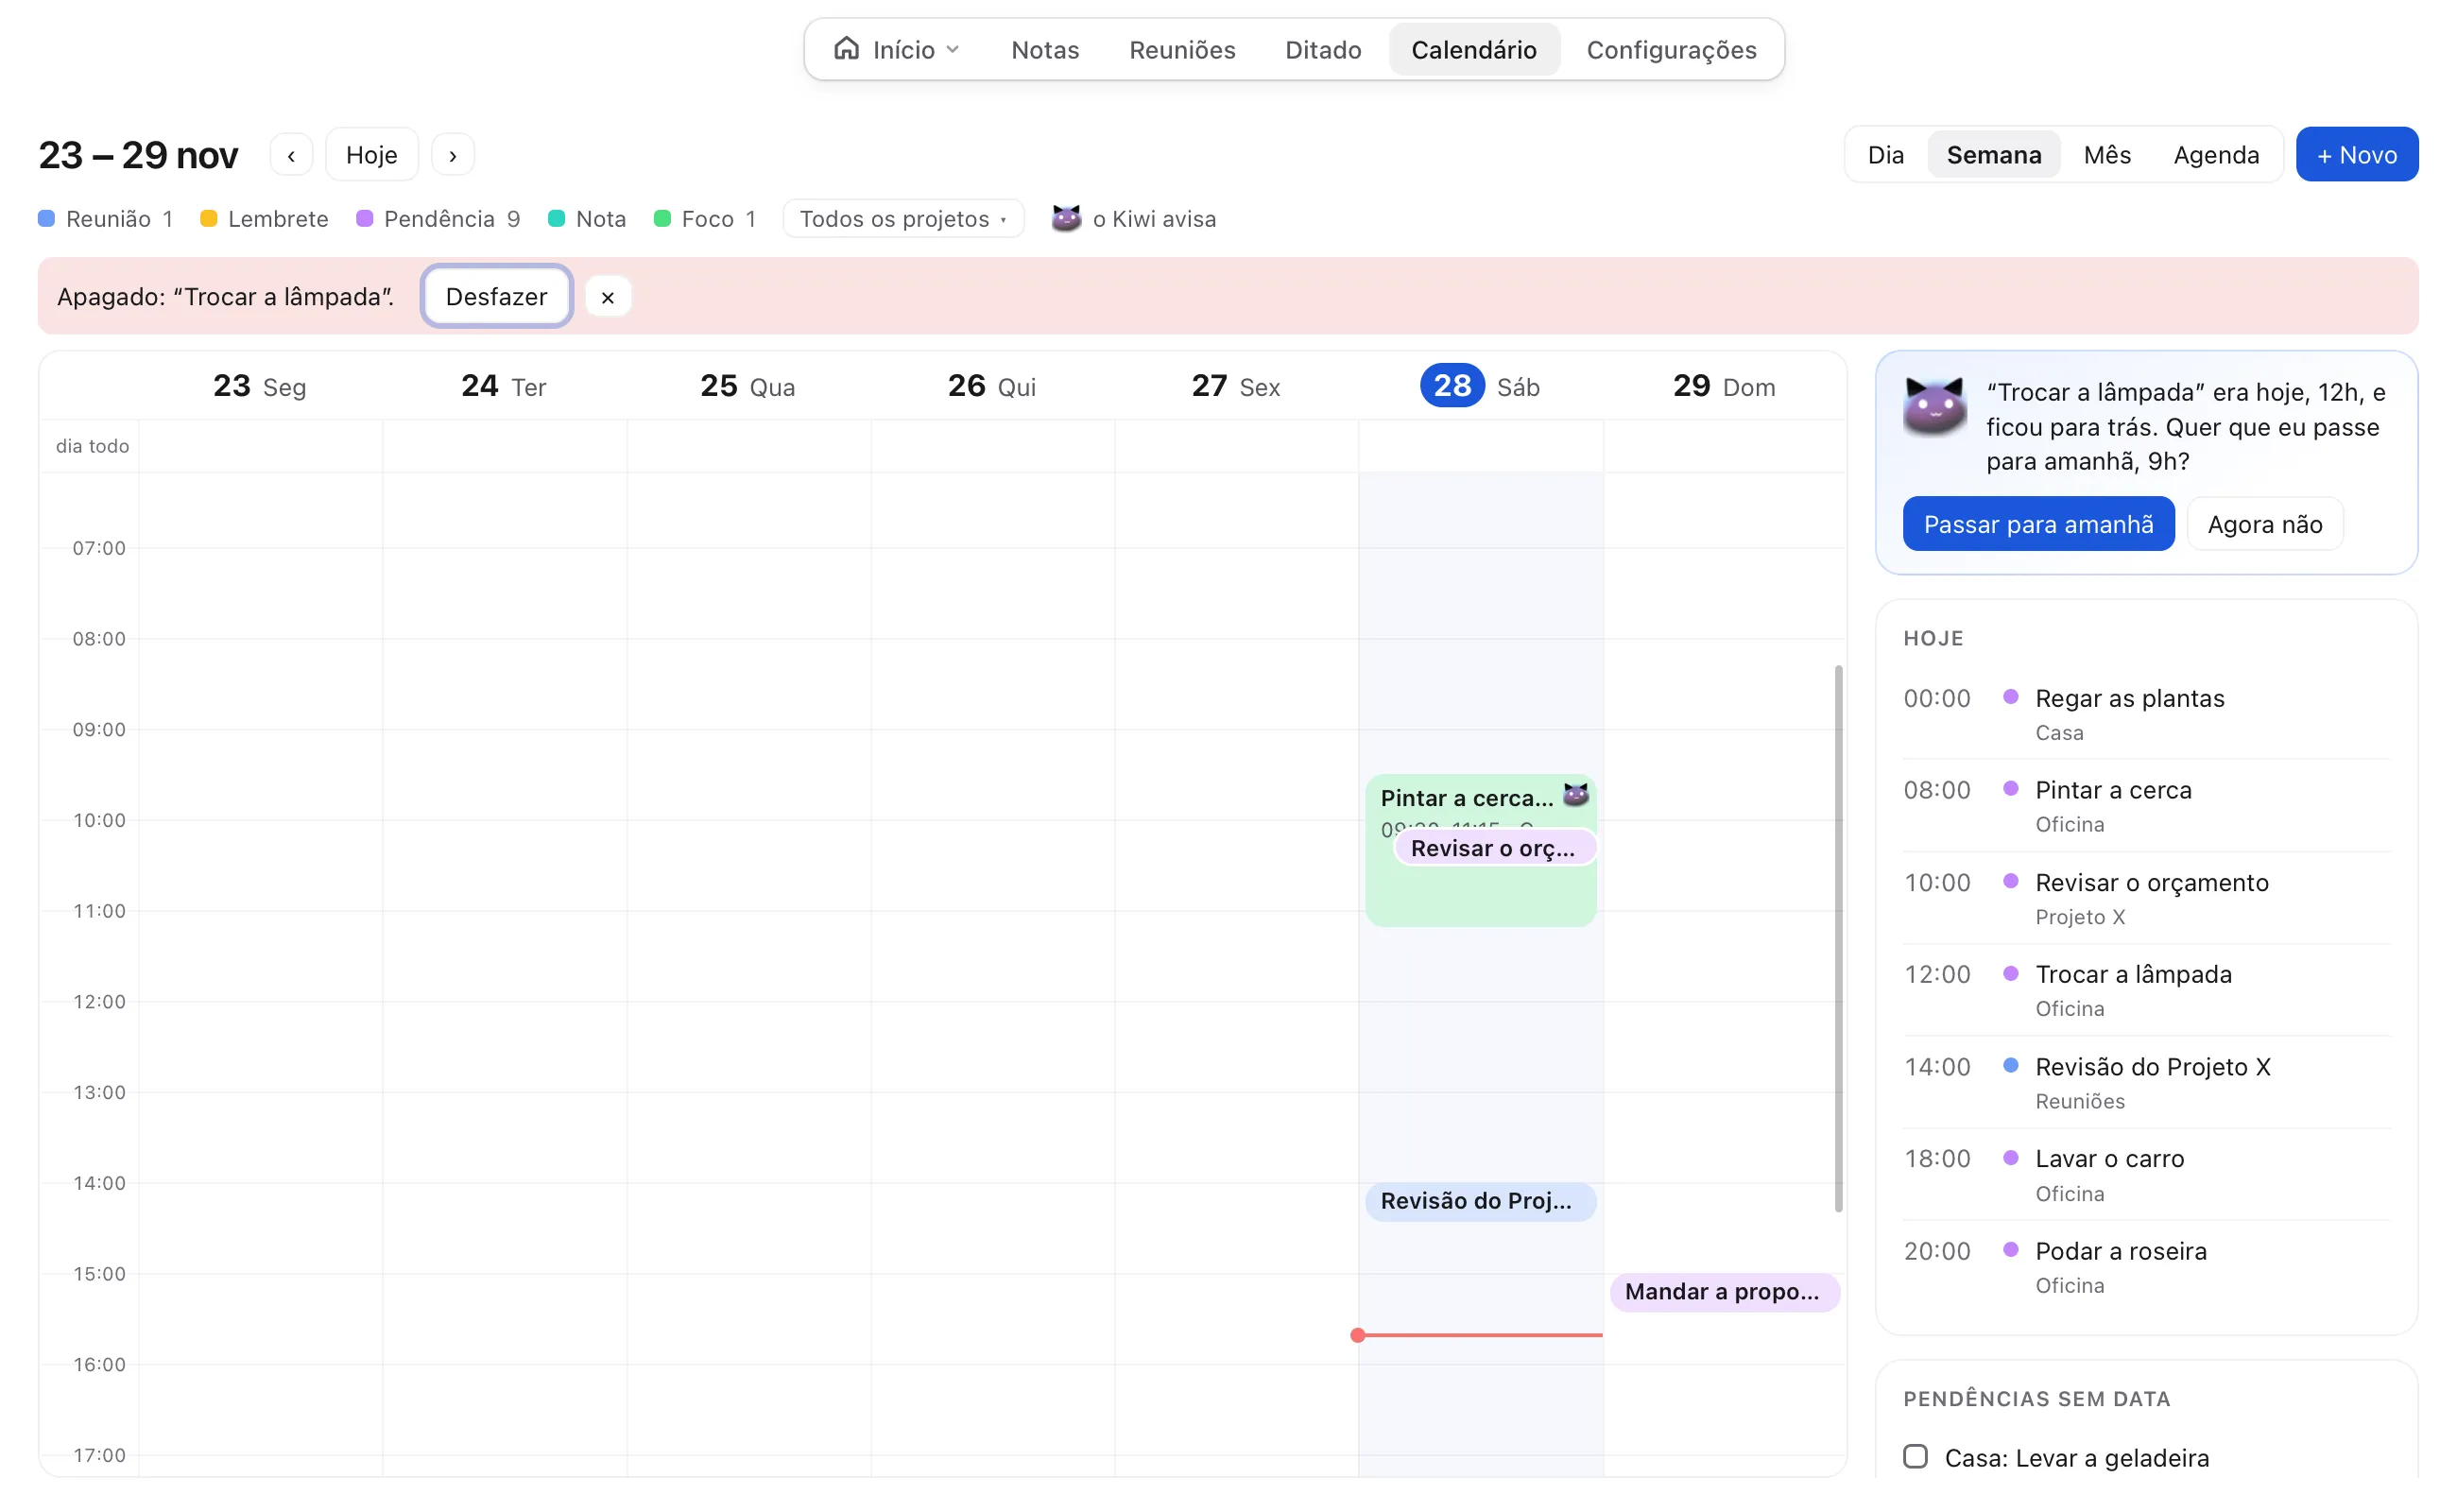 Início
Notas
Reuniões
Ditado
Calendário
Configurações
23 – 29 nov
‹
Hoje
›
Dia
Semana
Mês
Agenda
+ Novo
Reunião 1
Lembrete
Pendência 9
Nota
Foco 1
Todos os projetos
o Kiwi avisa
Apagado: “Trocar a lâmpada”.
Desfazer
×
23 Seg
24 Ter
25 Qua
26 Qui
27 Sex
28 Sáb
29 Dom
dia todo
07:00
08:00
09:00
10:00
11:00
12:00
13:00
14:00
15:00
16:00
17:00
Pintar a cerca...
Revisar o orç...
Revisão do Proj...
Mandar a propo...
“Trocar a lâmpada” era hoje, 12h, e
ficou para trás. Quer que eu passe
para amanhã, 9h?
Passar para amanhã
Agora não
HOJE
00:00 Regar as plantas
Casa
08:00 Pintar a cerca
Oficina
10:00 Revisar o orçamento
Projeto X
12:00 Trocar a lâmpada
Oficina
14:00 Revisão do Projeto X
Reuniões
18:00 Lavar o carro
Oficina
20:00 Podar a roseira
Oficina
PENDÊNCIAS SEM DATA
Casa: Levar a geladeira